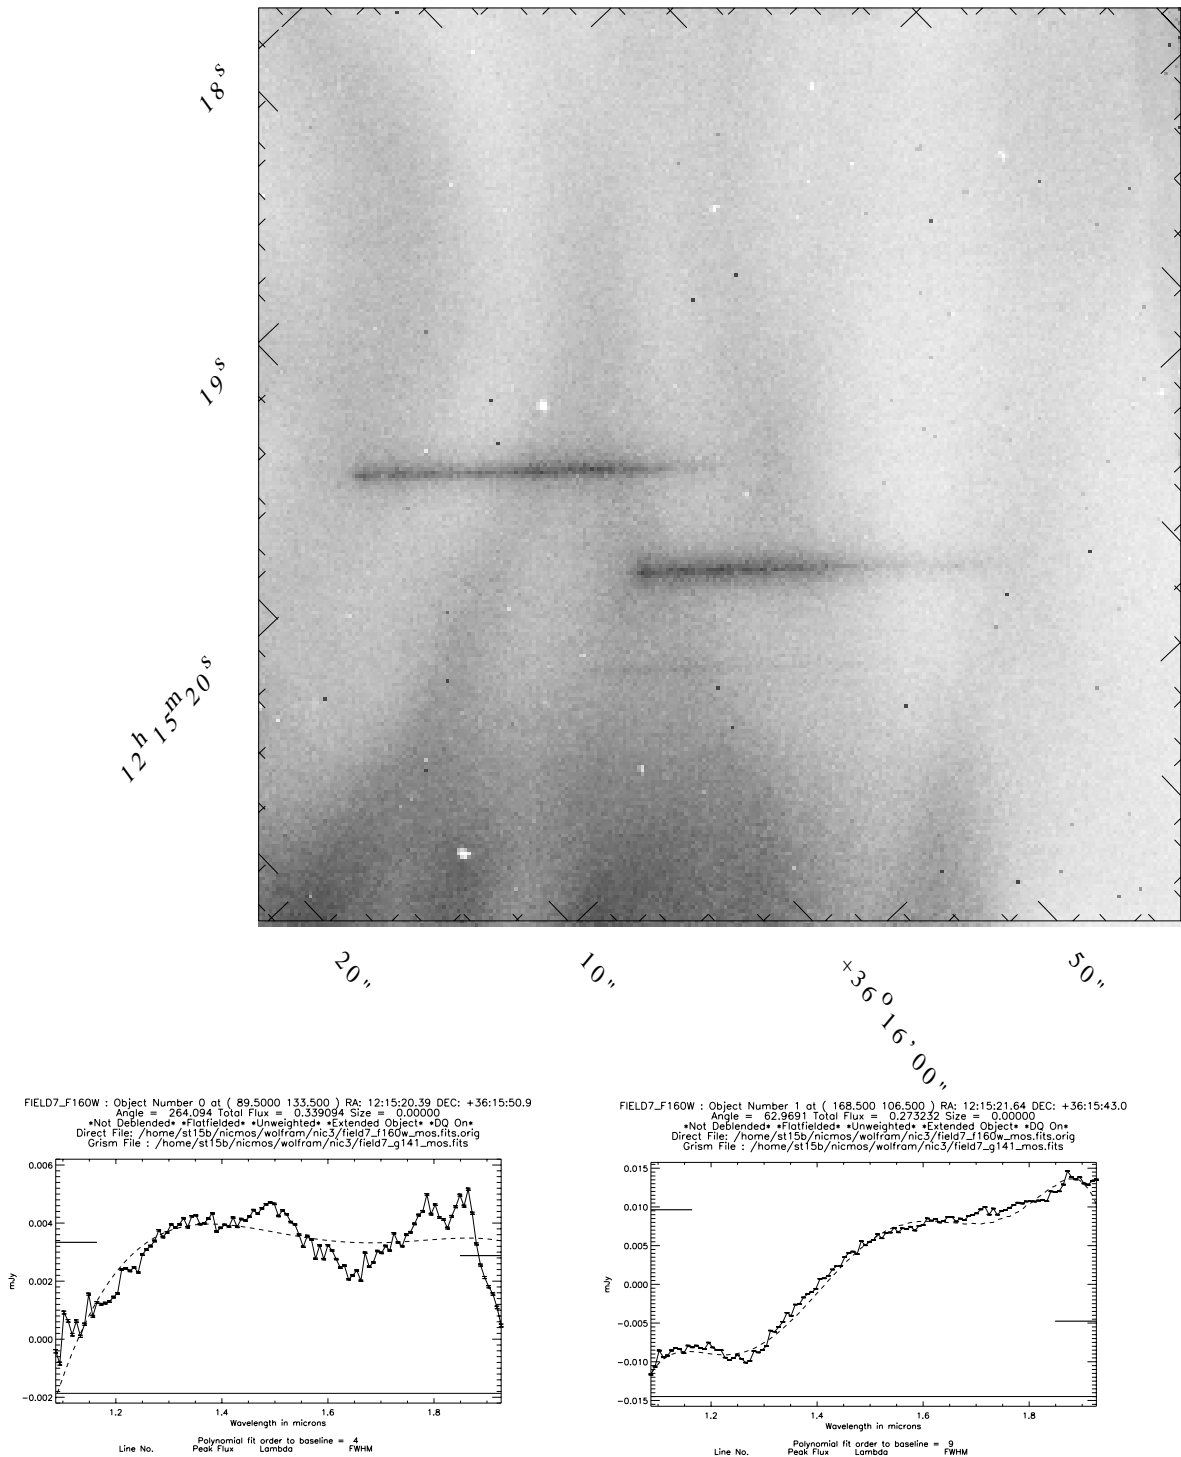 18s
19s
12h 15m 20s
20"
10"
+36° 16' 00"
50"
FIELD7_F160W : Object Number 0 at ( 89.5000 133.500 ) RA: 12:15:20.39 DEC: +36:15:50.9
Angle = 264.094 Total Flux = 0.339094 Size = 0.00000
*Not Deblended* *Flatfielded* *Unweighted* *Extended Object* *DQ On*
Direct File: /home/st15b/nicmos/wolfram/nic3/field7_f160w_mos.fits.orig
Grism File : /home/st15b/nicmos/wolfram/nic3/field7_g141_mos.fits
0.006
0.004
0.002
0.000
-0.002
mJy
1.2 1.4 1.6 1.8
Wavelength in microns
Polynomial fit order to baseline = 4
Line No. Peak Flux Lambda FWHM
FIELD7_F160W : Object Number 1 at ( 168.500 106.500 ) RA: 12:15:21.64 DEC: +36:15:43.0
Angle = 62.9691 Total Flux = 0.273232 Size = 0.00000
*Not Deblended* *Flatfielded* *Unweighted* *Extended Object* *DQ On*
Direct File: /home/st15b/nicmos/wolfram/nic3/field7_f160w_mos.fits.orig
Grism File : /home/st15b/nicmos/wolfram/nic3/field7_g141_mos.fits
0.015
0.010
0.005
0.000
-0.005
-0.010
-0.015
mJy
1.2 1.4 1.6 1.8
Wavelength in microns
Polynomial fit order to baseline = 9
Line No. Peak Flux Lambda FWHM